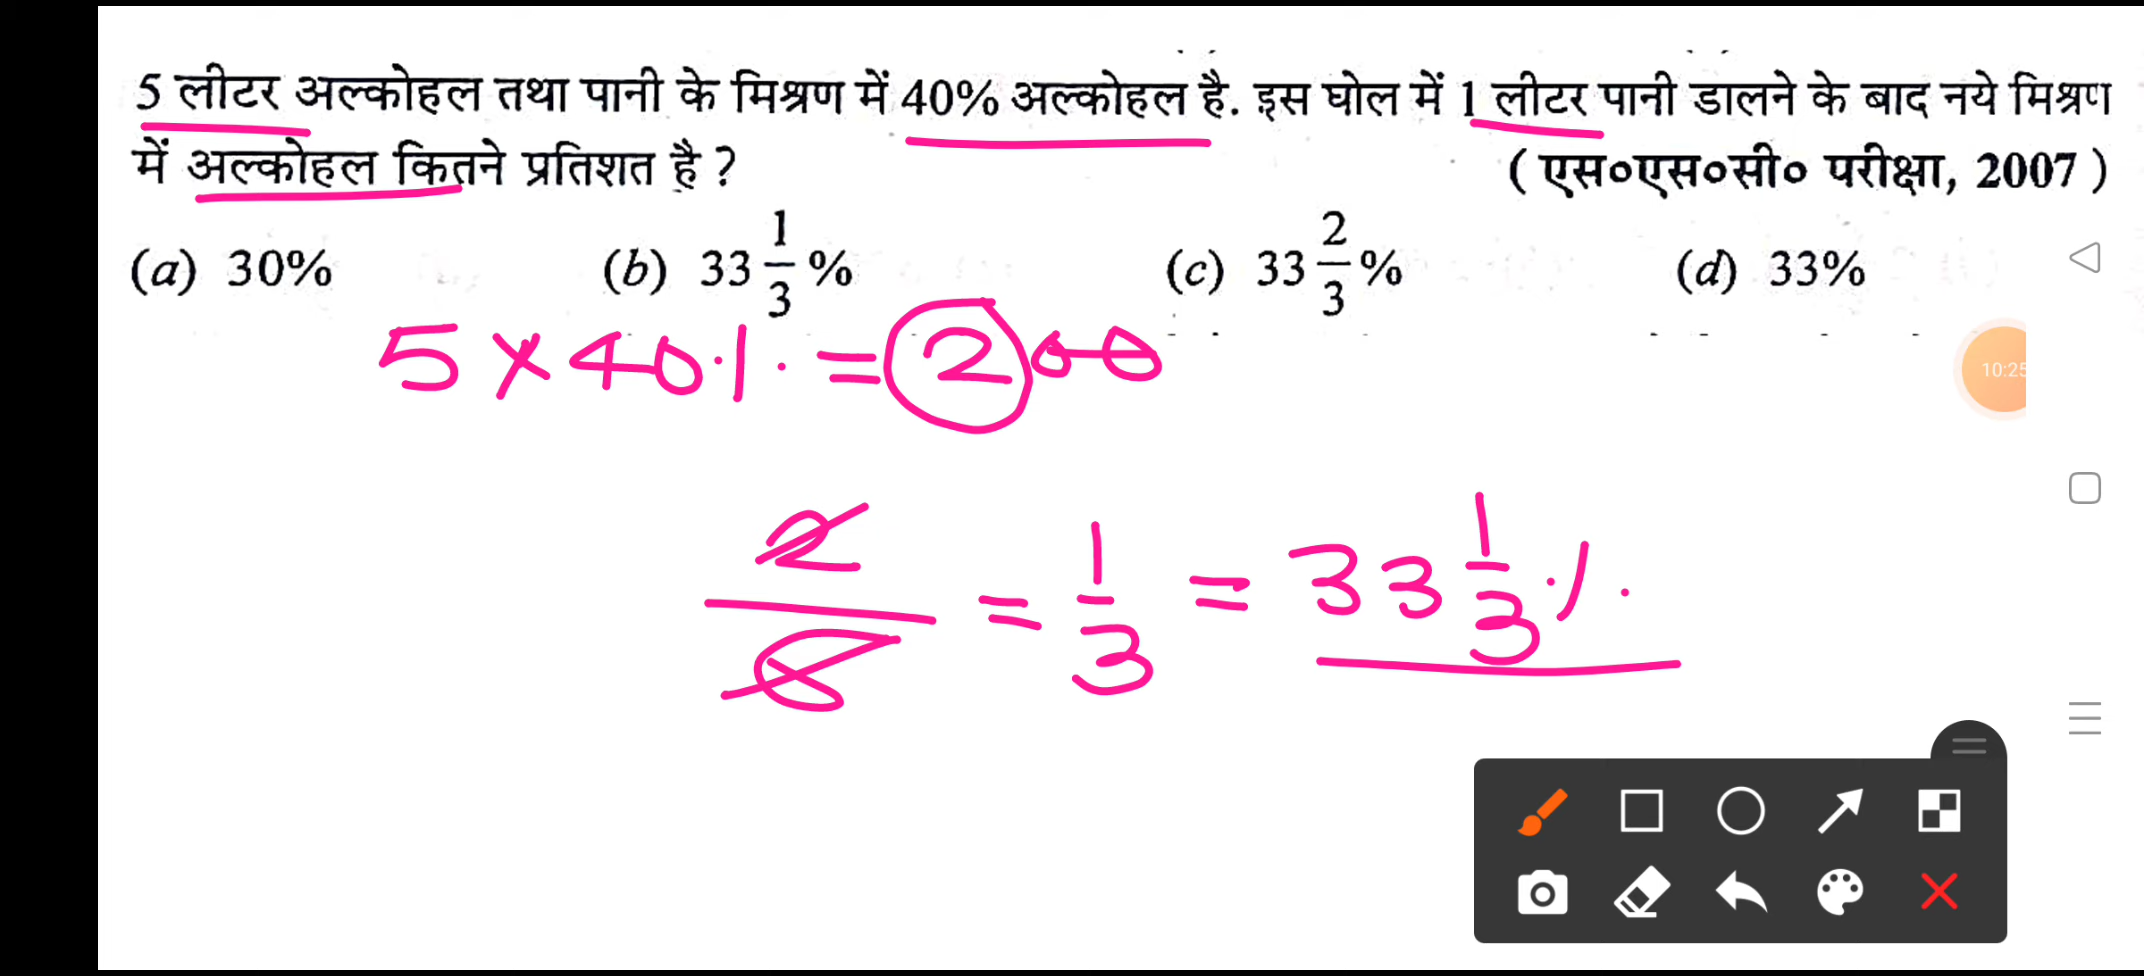 5 लीटर अल्कोहल तथा पानी के मिश्रण में 40% अल्कोहल है. इस घोल में 1 लीटर पानी डालने के बाद नये मिश्रण
में अल्कोहल कितने प्रतिशत है ?
( एस०एस०सी० परीक्षा, 2007 )
(a) 30% (b) 33 1/3 % (c) 33 2/3 % (d) 33%
5 × 40% = 200
10:25
2/6 = 1/3 = 33 1/3 %